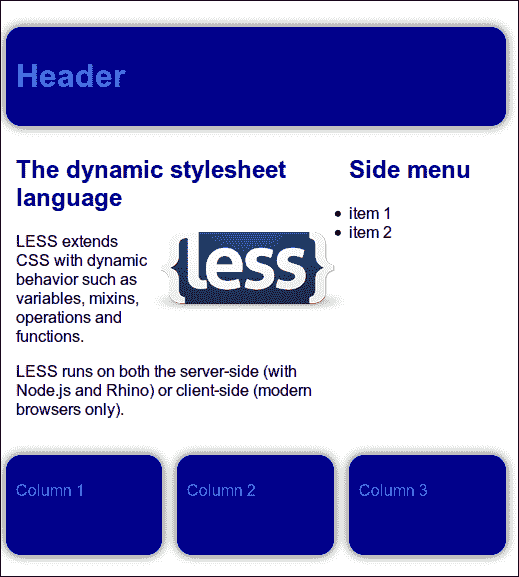 Header
The dynamic stylesheet
language
Side menu
item 1
item 2
LESS extends
CSS with dynamic
behavior such as
variables, mixins,
operations and
functions.
{less}
LESS runs on both the server-side (with
Node.js and Rhino) or client-side (modern
browsers only).
Column 1
Column 2
Column 3